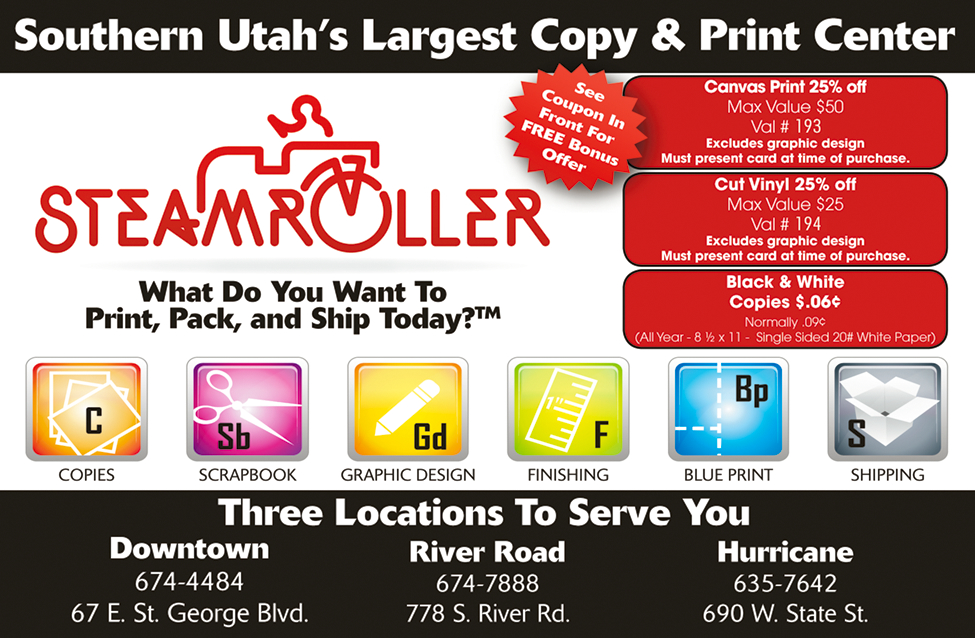 Southern Utah's Largest Copy & Print Center
See
Coupon In
Front For
FREE Bonus
Offer
Canvas Print 25% off
Max Value $50
Val # 193
Excludes graphic design
Must present card at time of purchase.
STEAMROLLER
Cut Vinyl 25% off
Max Value $25
Val # 194
Excludes graphic design
Must present card at time of purchase.
What Do You Want To
Print, Pack, and Ship Today?™
Black & White
Copies $.06¢
Normally .09¢
(All Year - 8 ½ x 11 - Single Sided 20# White Paper)
C
Sb
Gd
1"
F
Bp
S
COPIES
SCRAPBOOK
GRAPHIC DESIGN
FINISHING
BLUE PRINT
SHIPPING
Three Locations To Serve You
Downtown
674-4484
67 E. St. George Blvd.
River Road
674-7888
778 S. River Rd.
Hurricane
635-7642
690 W. State St.